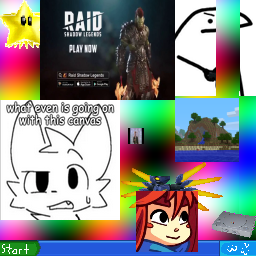 RAID
SHADOW LEGENDS
PLAY NOW
Raid Shadow Legends
what even is going on
with this canvas
Start